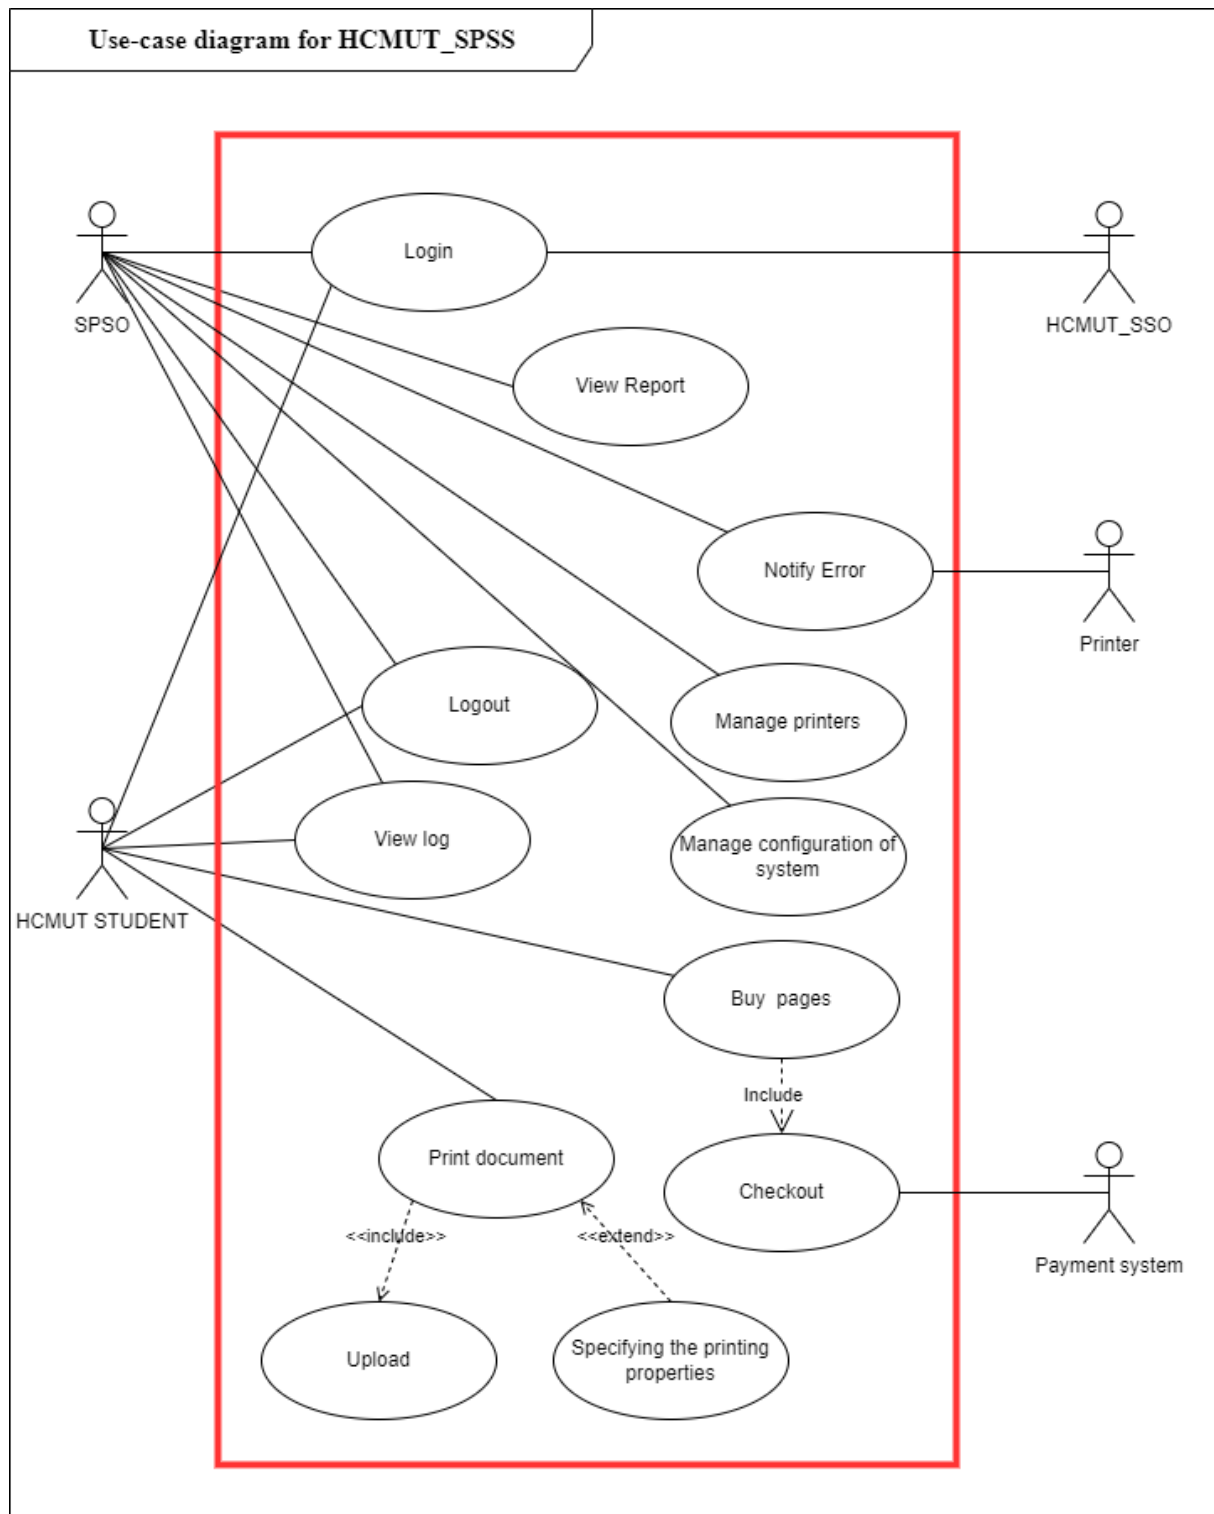 Use-case diagram for HCMUT_SPSS
Login
SPSO
HCMUT_SSO
View Report
Notify Error
Printer
Logout
Manage printers
View log
Manage configuration of
system
HCMUT STUDENT
Buy pages
Include
Print document
Checkout
<<include>>
<<extend>>
Payment system
Upload
Specifying the printing
properties